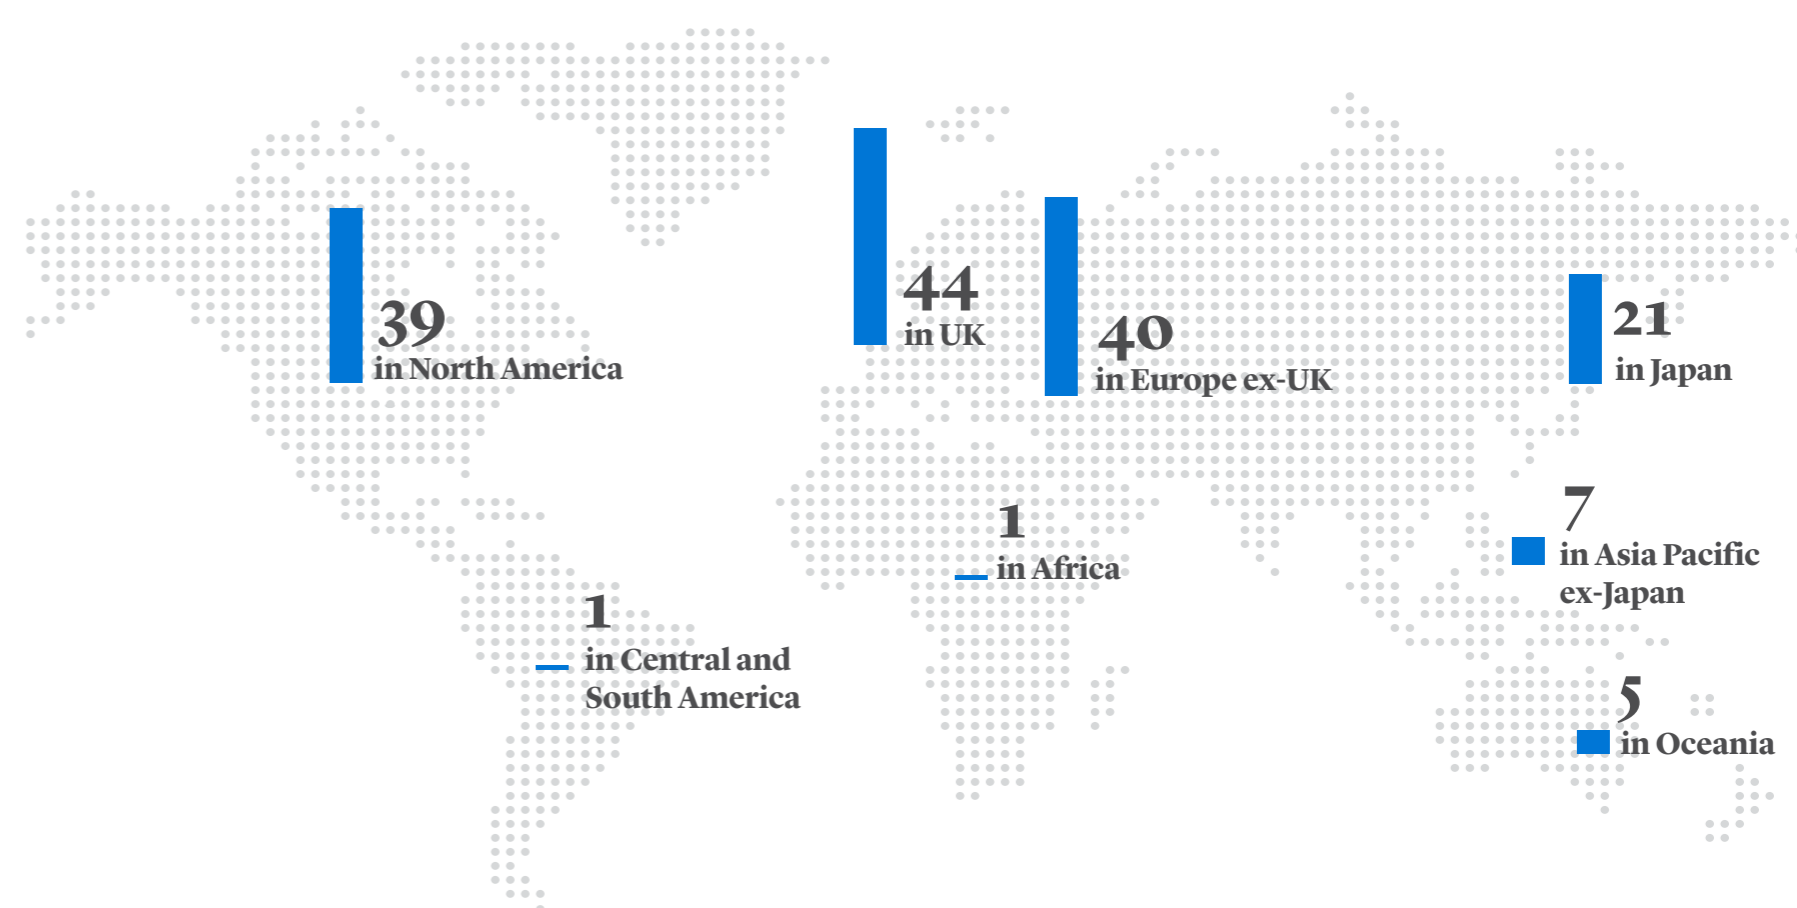 39
in North America
44
in UK
40
in Europe ex-UK
21
in Japan
1
in Africa
7
in Asia Pacific
ex-Japan
1
in Central and
South America
5
in Oceania